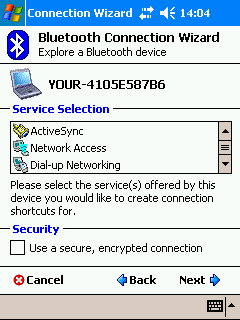 Connection Wizard 14:04
Bluetooth Connection Wizard
Explore a Bluetooth device
YOUR-4105E587B6
Service Selection
ActiveSync
Network Access
Dial-up Networking
Please select the service(s) offered by this
device you would like to create connection
shortcuts for.
Security
Use a secure, encrypted connection
Cancel Back Next